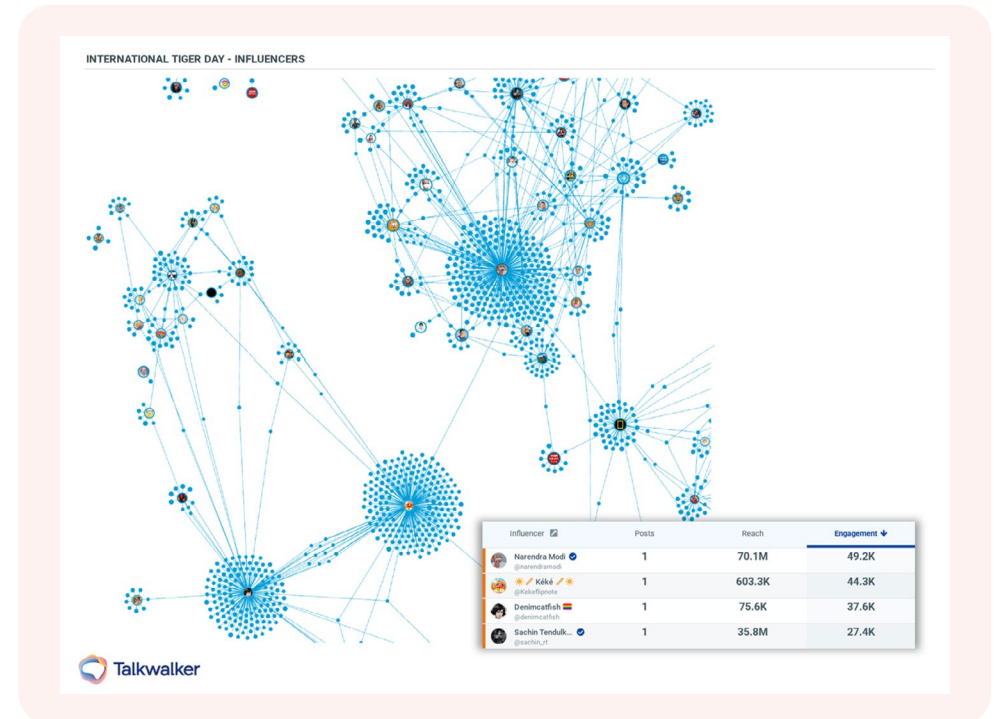 INTERNATIONAL TIGER DAY - INFLUENCERS
Influencer Posts Reach Engagement
Narendra Modi 1 70.1M 49.2K
@narendramodi
Kéké 1 603.3K 44.3K
@Kekeflipnote
Denimcatfish 1 75.6K 37.6K
@denimcatfish
Sachin Tendulk... 1 35.8M 27.4K
@sachin_rt
Talkwalker